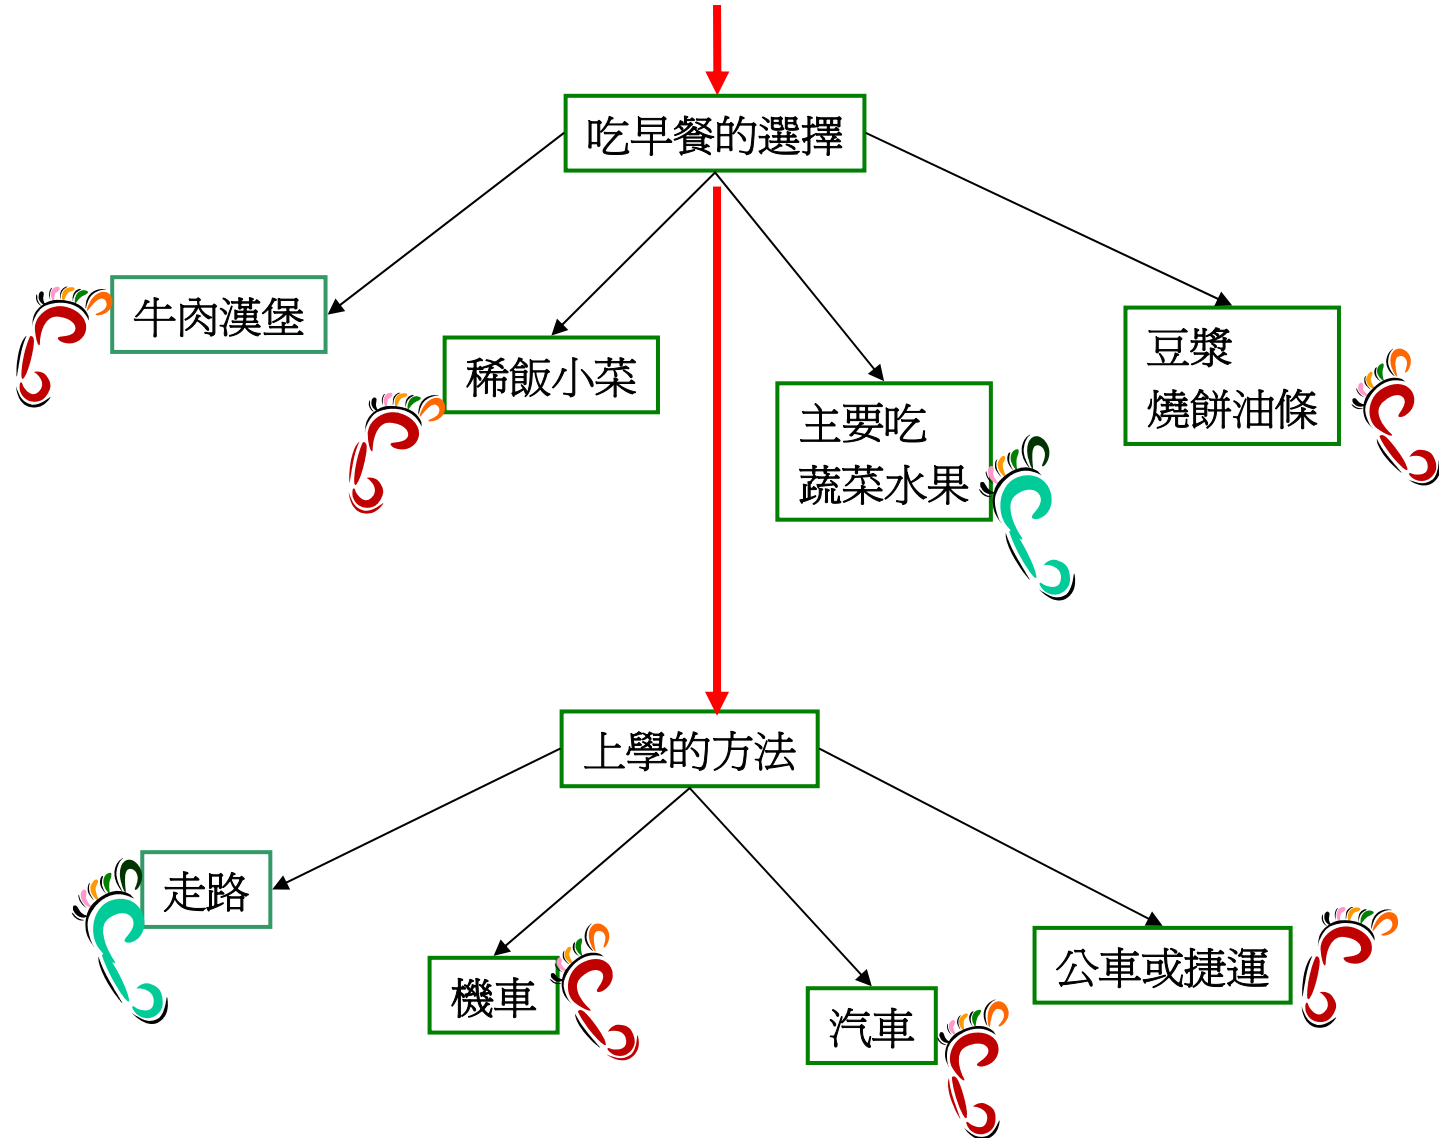 吃早餐的選擇
牛肉漢堡
稀飯小菜
主要吃
蔬菜水果
豆漿
燒餅油條
上學的方法
走路
機車
汽車
公車或捷運